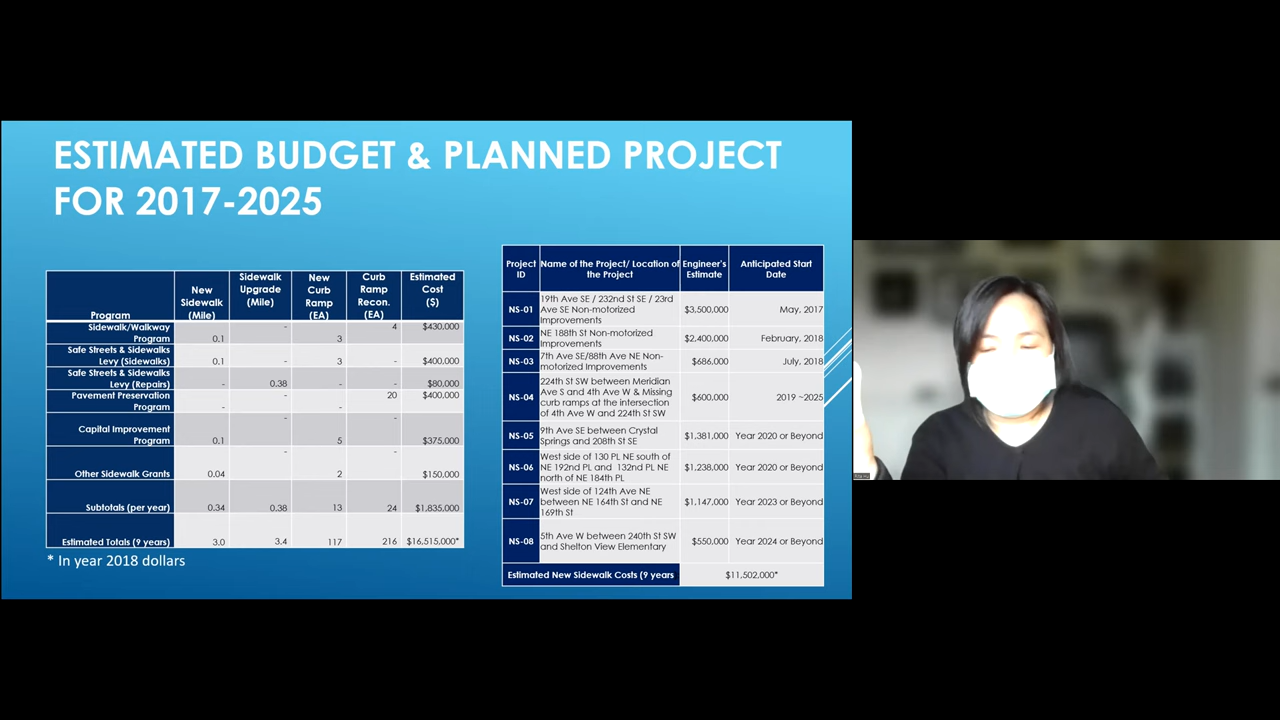 ESTIMATED BUDGET & PLANNED PROJECT
FOR 2017-2025
Program
New
Sidewalk
(Mile)
Sidewalk
Upgrade
(Mile)
New
Curb
Ramp
(EA)
Curb
Ramp
Recon.
(EA)
Estimated
Cost
($)
Sidewalk/Walkway
Program 0.1 - 3 4 $430,000
Safe Streets & Sidewalks
Levy (Sidewalks) 0.1 - 3 - $400,000
Safe Streets & Sidewalks
Levy (Repairs) - 0.38 - - $80,000
Pavement Preservation
Program - - - 20 $400,000
Capital Improvement
Program 0.1 - 5 - $375,000
Other Sidewalk Grants 0.04 - 2 - $150,000
Subtotals (per year) 0.34 0.38 13 24 $1,835,000
Estimated Totals (9 years) 3.0 3.4 117 216 $16,515,000*
* In year 2018 dollars
Project
ID
Name of the Project/ Location of
the Project
Engineer's
Estimate
Anticipated Start
Date
NS-01
19th Ave SE / 232nd St SE / 23rd
Ave SE Non-motorized
Improvements
$3,500,000 May, 2017
NS-02
NE 188th St Non-motorized
Improvements
$2,400,000 February, 2018
NS-03
7th Ave SE/88th Ave NE Non-
motorized Improvements
$686,000 July, 2018
NS-04
224th St SW between Meridian
Ave S and 4th Ave W & Missing
curb ramps at the intersection
of 4th Ave W and 224th St SW
$600,000 2019 ~2025
NS-05
9th Ave SE between Crystal
Springs and 208th St SE
$1,381,000 Year 2020 or Beyond
NS-06
West side of 130 PL NE south of
NE 192nd PL and 132nd PL NE
north of NE 184th PL
$1,238,000 Year 2020 or Beyond
NS-07
West side of 124th Ave NE
between NE 164th St and NE
169th St
$1,147,000 Year 2023 or Beyond
NS-08
5th Ave W between 240th St SW
and Shelton View Elementary
$550,000 Year 2024 or Beyond
Estimated New Sidewalk Costs (9 years $11,502,000*